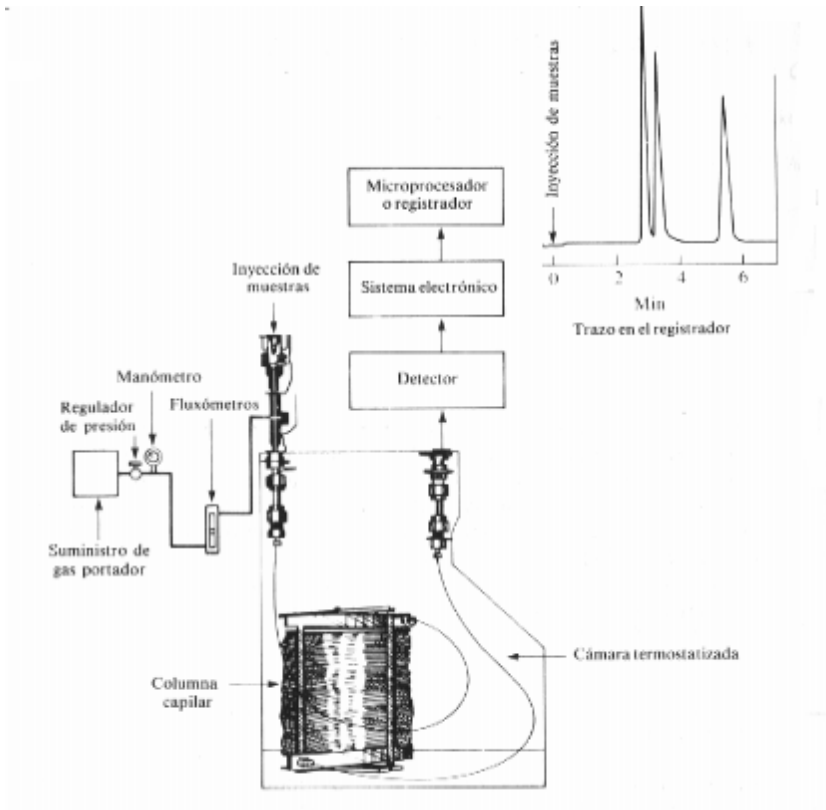 Inyección de muestras
0
2
4
6
Min
Trazo en el registrador
Microprocesador
o registrador
Sistema electrónico
Detector
Inyección de
muestras
Manómetro
Regulador
de presión
Fluxómetros
Suministro de
gas portador
Columna
capilar
Cámara termostatizada